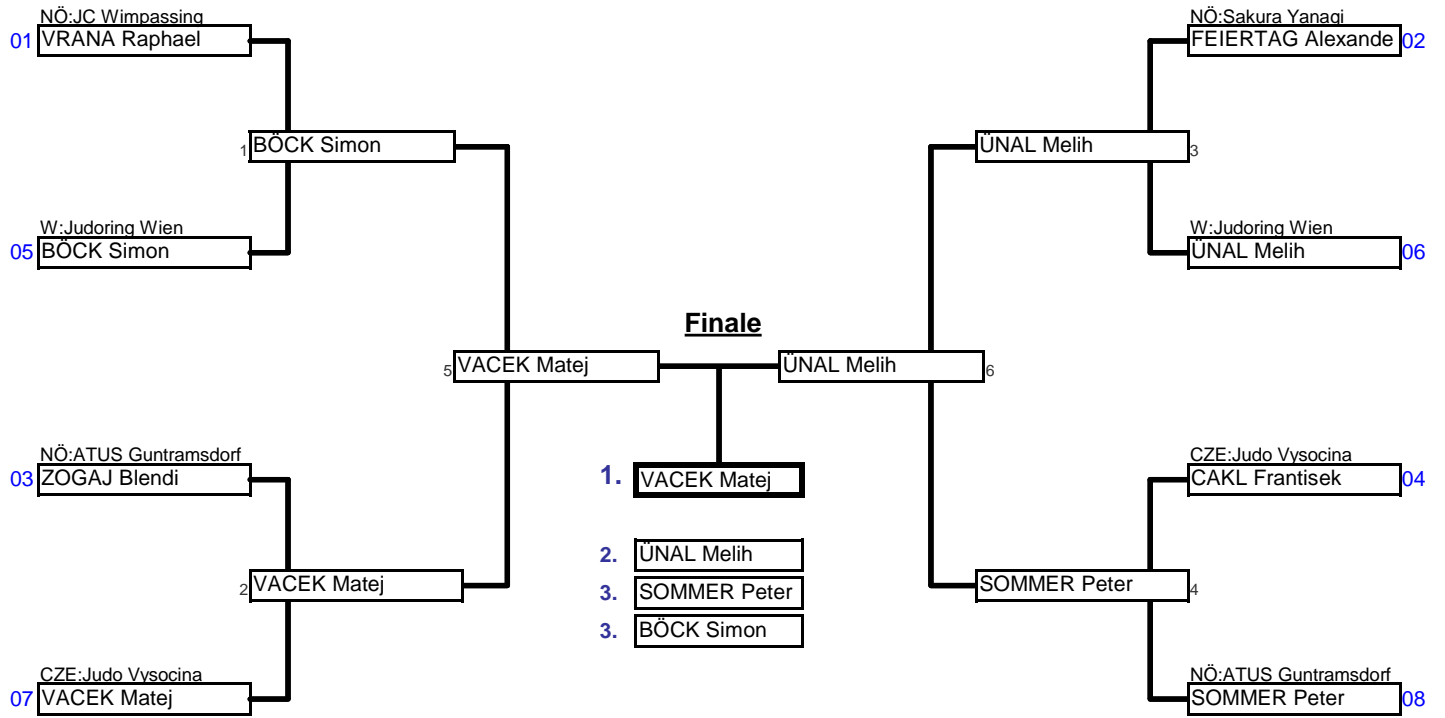 NÖ:JC Wimpassing
01 VRANA Raphael
NÖ:Sakura Yanagi
FEIERTAG Alexande 02
1 BÖCK Simon
ÜNAL Melih 3
W:Judoring Wien
05 BÖCK Simon
W:Judoring Wien
ÜNAL Melih 06
Finale
5 VACEK Matej
ÜNAL Melih 6
NÖ:ATUS Guntramsdorf
03 ZOGAJ Blendi
1. VACEK Matej
CZE:Judo Vysocina
CAKL Frantisek 04
2. ÜNAL Melih
3. SOMMER Peter
3. BÖCK Simon
2 VACEK Matej
SOMMER Peter 4
CZE:Judo Vysocina
07 VACEK Matej
NÖ:ATUS Guntramsdorf
SOMMER Peter 08